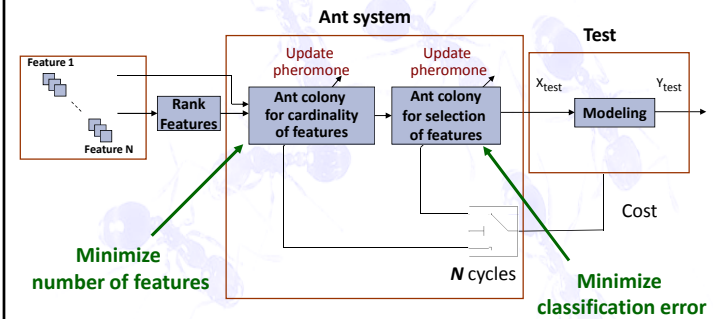 Ant system
Test
Feature 1
Feature N
Rank
Features
Update
pheromone
Ant colony
for cardinality
of features
Update
pheromone
Ant colony
for selection
of features
Xtest
Modeling
Ytest
Cost
N cycles
Minimize
number of features
Minimize
classification error